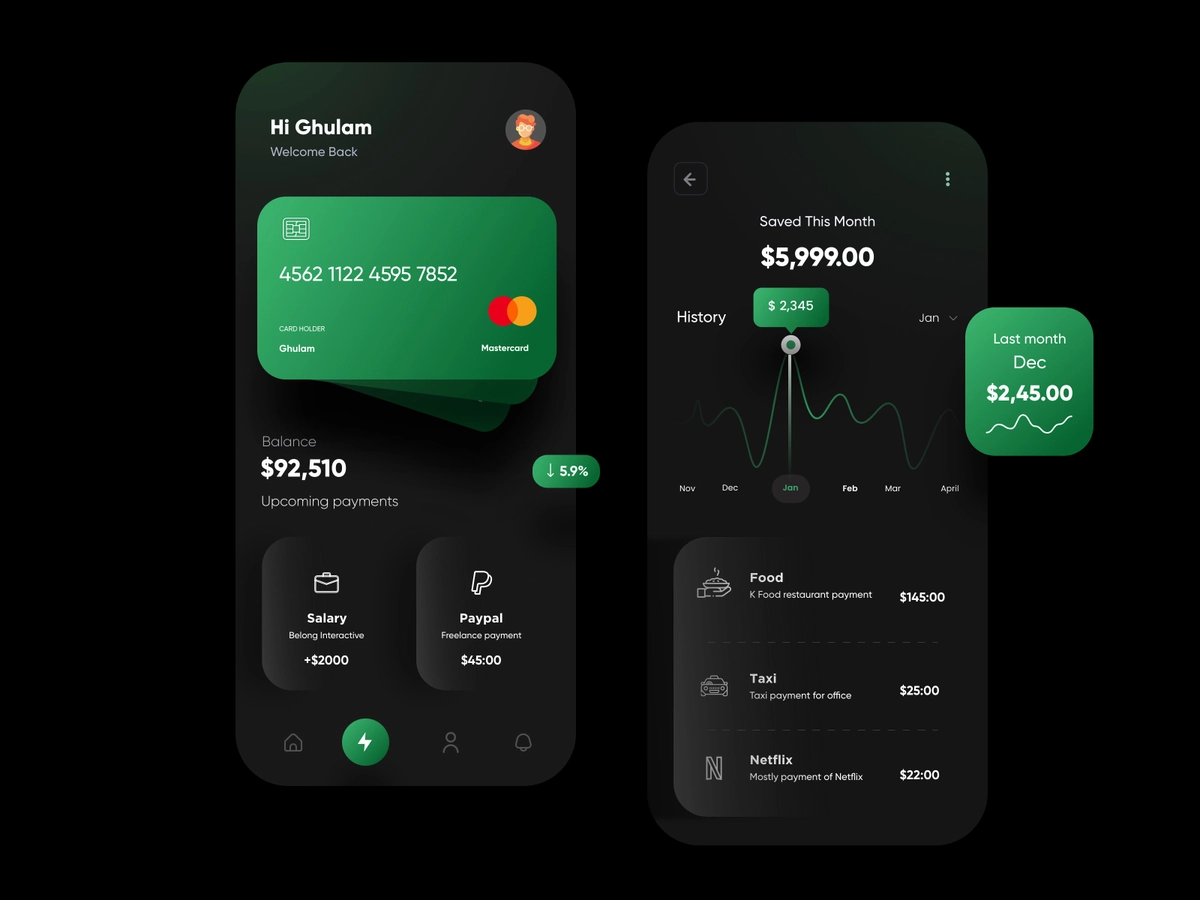 Hi Ghulam
Welcome Back
4562 1122 4595 7852
CARD HOLDER
Ghulam
Mastercard
Balance
$92,510
↓ 5.9%
Upcoming payments
Salary
Belong Interactive
+$2000
Paypal
Freelance payment
$45:00
Saved This Month
$5,999.00
History
$ 2,345
Jan
Nov Dec Jan Feb Mar April
Last month
Dec
$2,45.00
Food
K Food restaurant payment
$145:00
Taxi
Taxi payment for office
$25:00
Netflix
Mostly payment of Netflix
$22:00